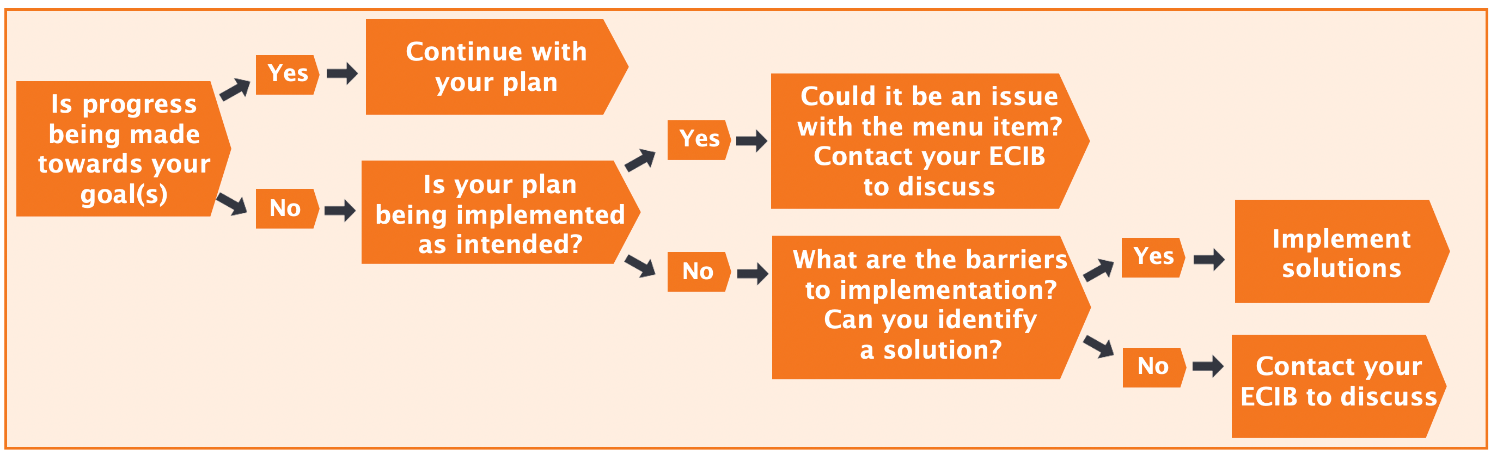 Is progress
being made
towards your
goal(s)
Yes
Continue with
your plan
No
Is your plan
being implemented
as intended?
Yes
Could it be an issue
with the menu item?
Contact your ECIB
to discuss
No
What are the barriers
to implementation?
Can you identify
a solution?
Yes
Implement
solutions
No
Contact your
ECIB to discuss